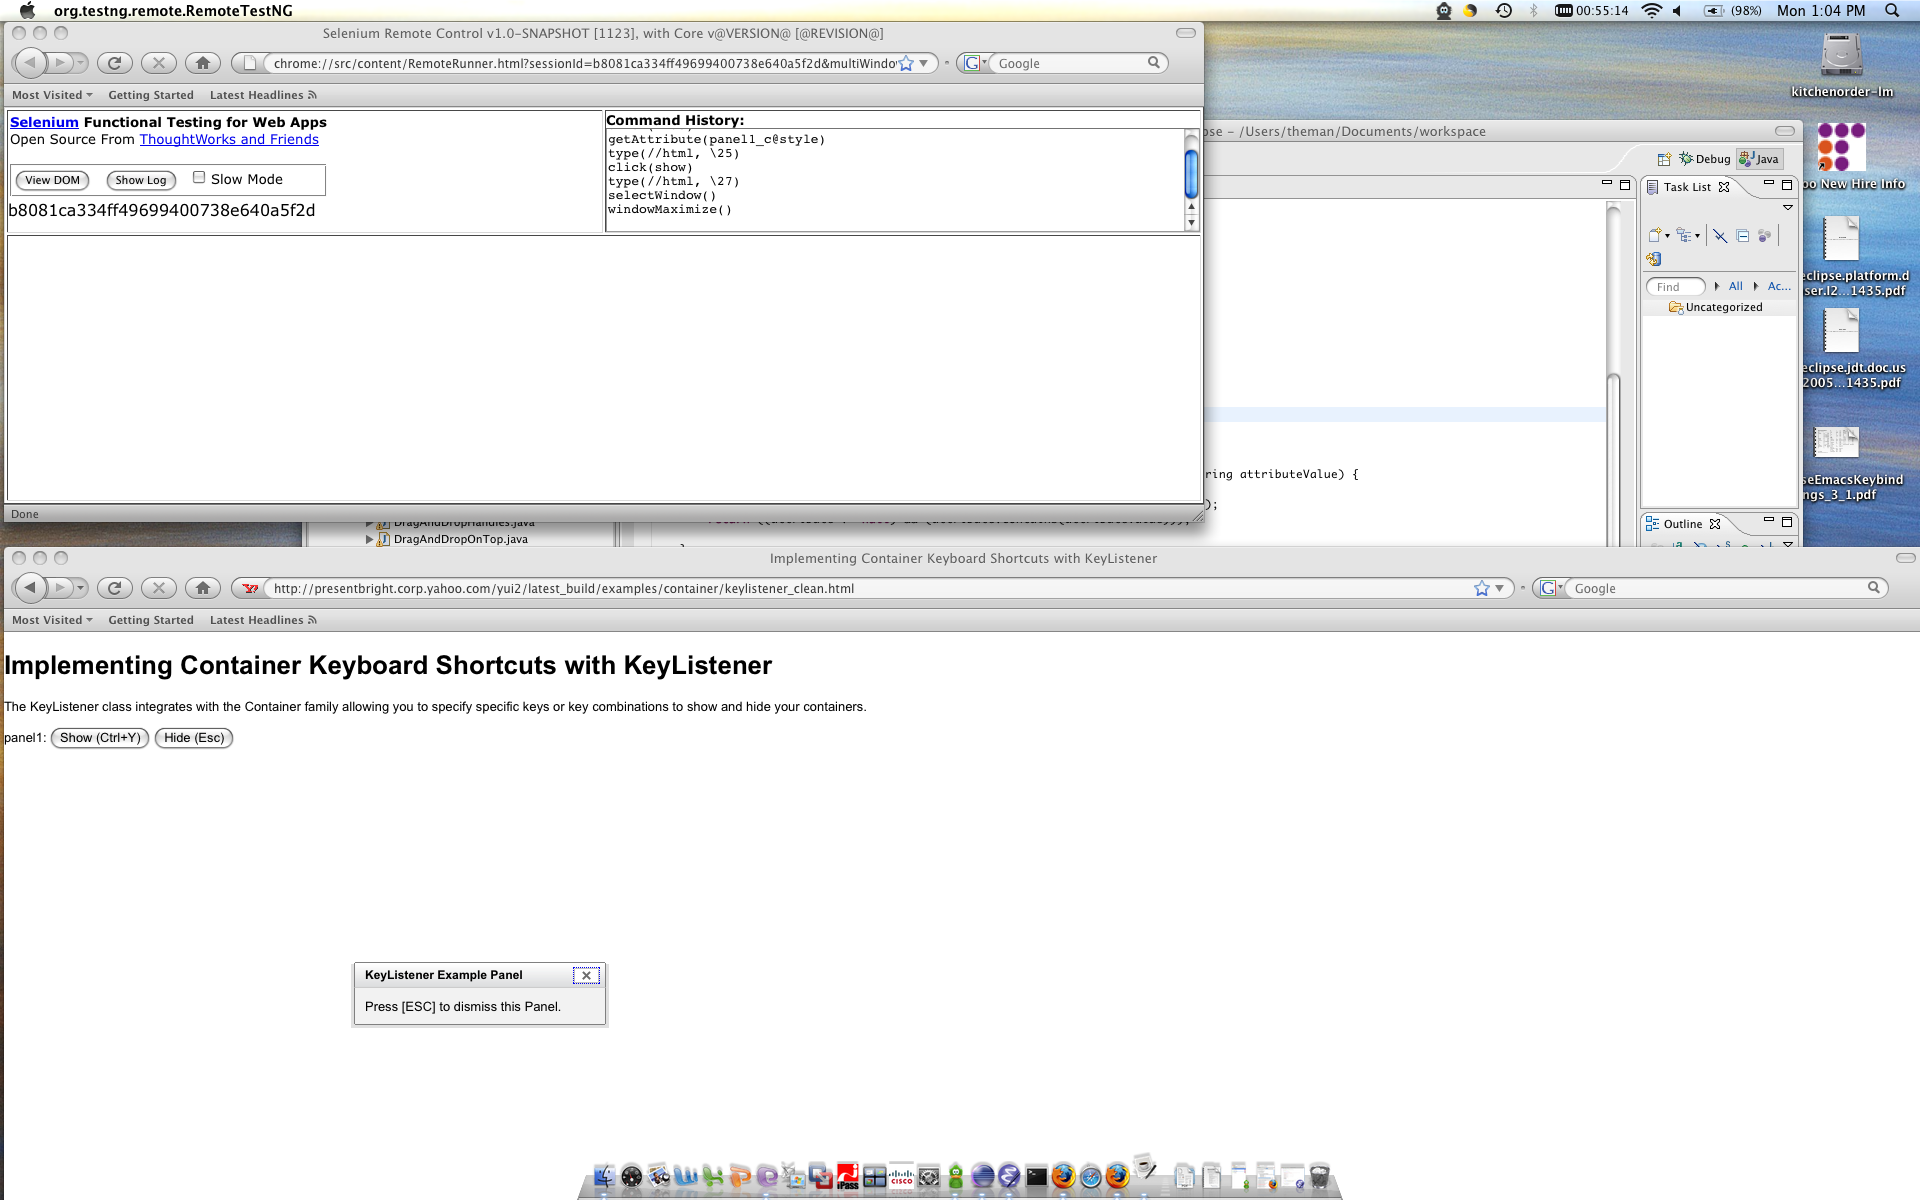 org.testng.remote.RemoteTestNG
00:55:14
(98%)
Mon 1:04 PM
Selenium Remote Control v1.0-SNAPSHOT [1123], with Core v@VERSION@ [@REVISION@]
chrome://src/content/RemoteRunner.html?sessionId=b8081ca334ff49699400738e640a5f2d&multiWindo
Google
Most Visited
Getting Started
Latest Headlines
Selenium Functional Testing for Web Apps
Open Source From ThoughtWorks and Friends
View DOM
Show Log
Slow Mode
b8081ca334ff49699400738e640a5f2d
Command History:
getAttribute(panel1_c@style)
type(//html, \25)
click(show)
type(//html, \27)
selectWindow()
windowMaximize()
Done
– /Users/theman/Documents/workspace
Debug
Java
Task List
Find
All
Ac...
Uncategorized
Outline
ring attributeValue) {
);
DragAndDropHandles.java
DragAndDropOnTop.java
kitchenorder-lm
oo New Hire Info
eclipse.platform.d
ser.I2...1435.pdf
eclipse.jdt.doc.us
2005...1435.pdf
seEmacsKeybind
ngs_3_1.pdf
Implementing Container Keyboard Shortcuts with KeyListener
http://presentbright.corp.yahoo.com/yui2/latest_build/examples/container/keylistener_clean.html
Google
Most Visited
Getting Started
Latest Headlines
Implementing Container Keyboard Shortcuts with KeyListener
The KeyListener class integrates with the Container family allowing you to specify specific keys or key combinations to show and hide your containers.
panel1: Show (Ctrl+Y) Hide (Esc)
KeyListener Example Panel
Press [ESC] to dismiss this Panel.
iPass
CISCO